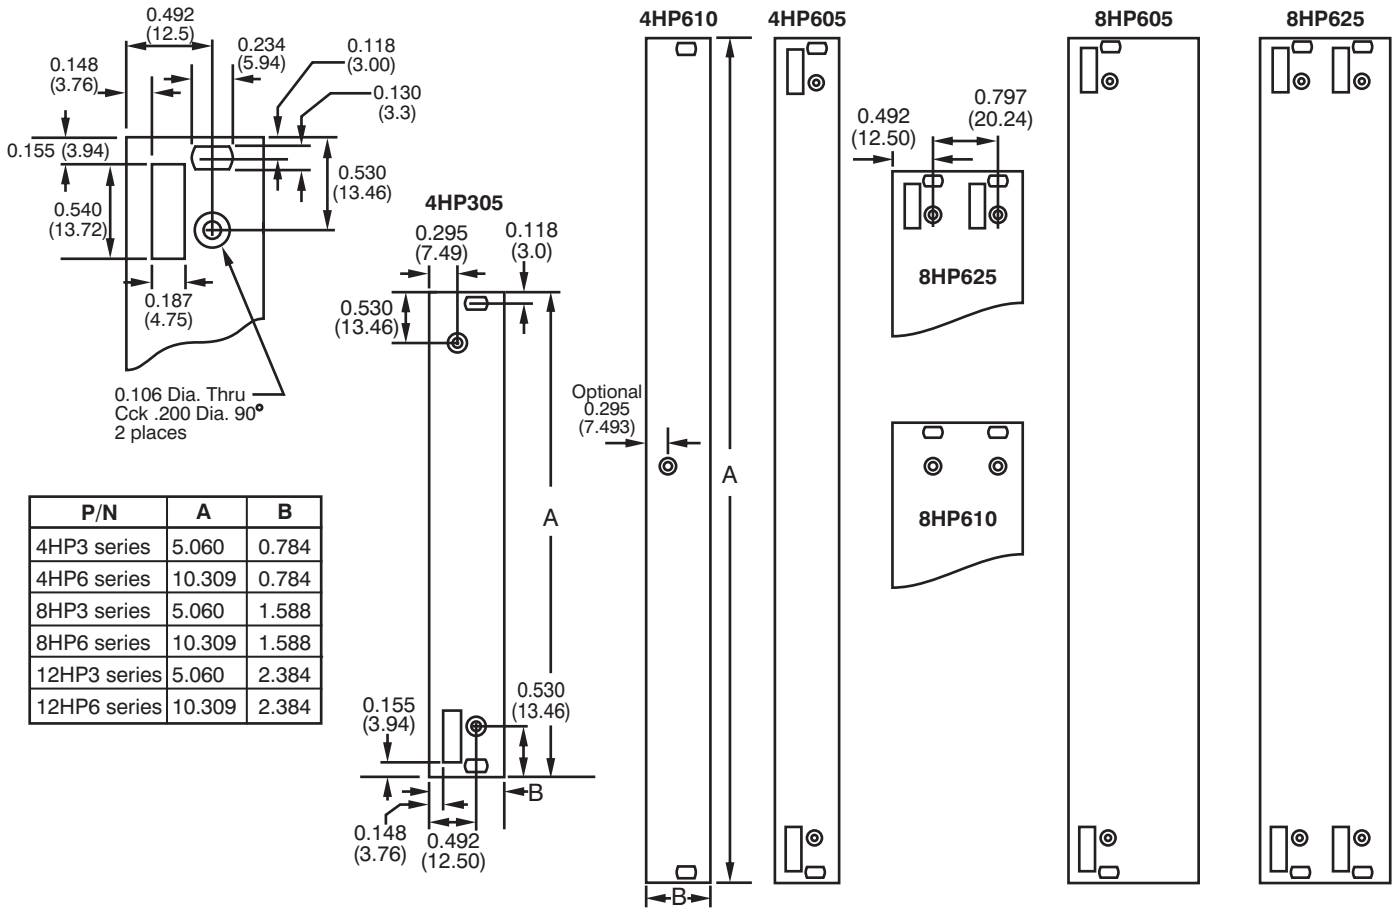 0.492
(12.5)
0.234
(5.94)
0.118
(3.00)
0.148
(3.76)
0.130
(3.3)
0.155 (3.94)
0.530
(13.46)
0.540
(13.72)
0.187
(4.75)
0.106 Dia. Thru
Cck .200 Dia. 90°
2 places
P/N A B
4HP3 series 5.060 0.784
4HP6 series 10.309 0.784
8HP3 series 5.060 1.588
8HP6 series 10.309 1.588
12HP3 series 5.060 2.384
12HP6 series 10.309 2.384
4HP305
0.295
(7.49)
0.118
(3.0)
0.530
(13.46)
A
0.155
(3.94)
0.530
(13.46)
B
0.148
(3.76)
0.492
(12.50)
4HP610
Optional
0.295
(7.493)
A
B
4HP605
0.492
(12.50)
0.797
(20.24)
8HP625
8HP610
8HP605
8HP625